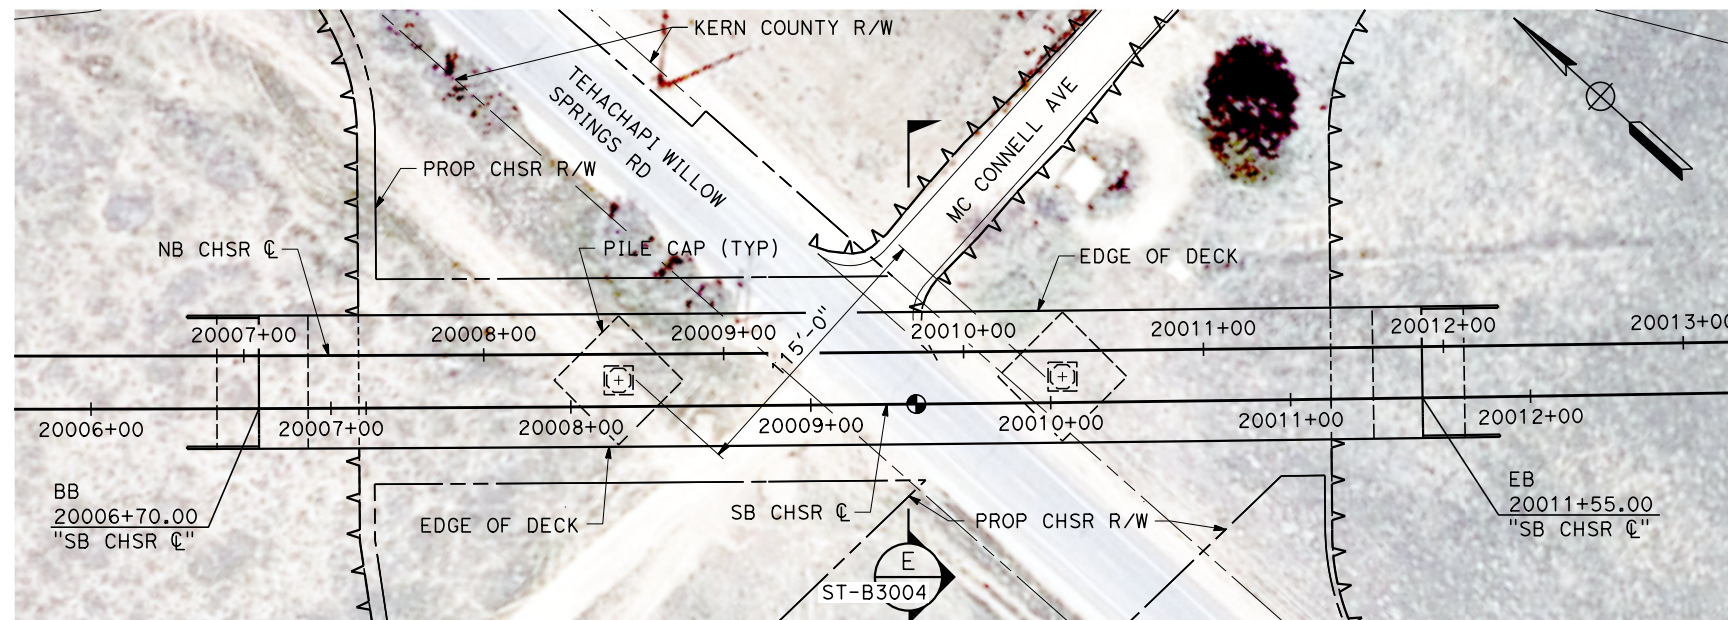 KERN COUNTY R/W
TEHACHAPI WILLOW
SPRINGS RD
MC CONNELL AVE
PROP CHSR R/W
NB CHSR ℄
PILE CAP (TYP)
EDGE OF DECK
20007+00
20008+00
20009+00
20010+00
20011+00
20012+00
20013+00
115'-0"
20006+00
20007+00
20008+00
20009+00
20010+00
20011+00
20012+00
BB
20006+70.00
"SB CHSR ℄"
EDGE OF DECK
SB CHSR ℄
PROP CHSR R/W
EB
20011+55.00
"SB CHSR ℄"
E
ST-B3004